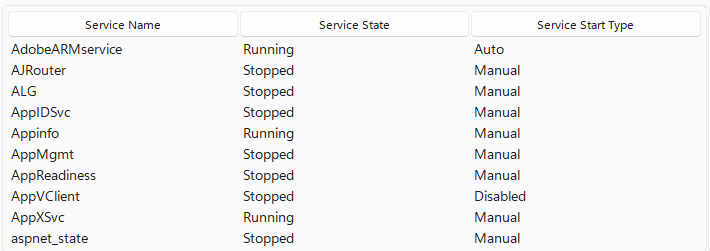 Service Name Service State Service Start Type
AdobeARMservice Running Auto
AJRouter Stopped Manual
ALG Stopped Manual
AppIDSvc Stopped Manual
Appinfo Running Manual
AppMgmt Stopped Manual
AppReadiness Stopped Manual
AppVClient Stopped Disabled
AppXSvc Running Manual
aspnet_state Stopped Manual